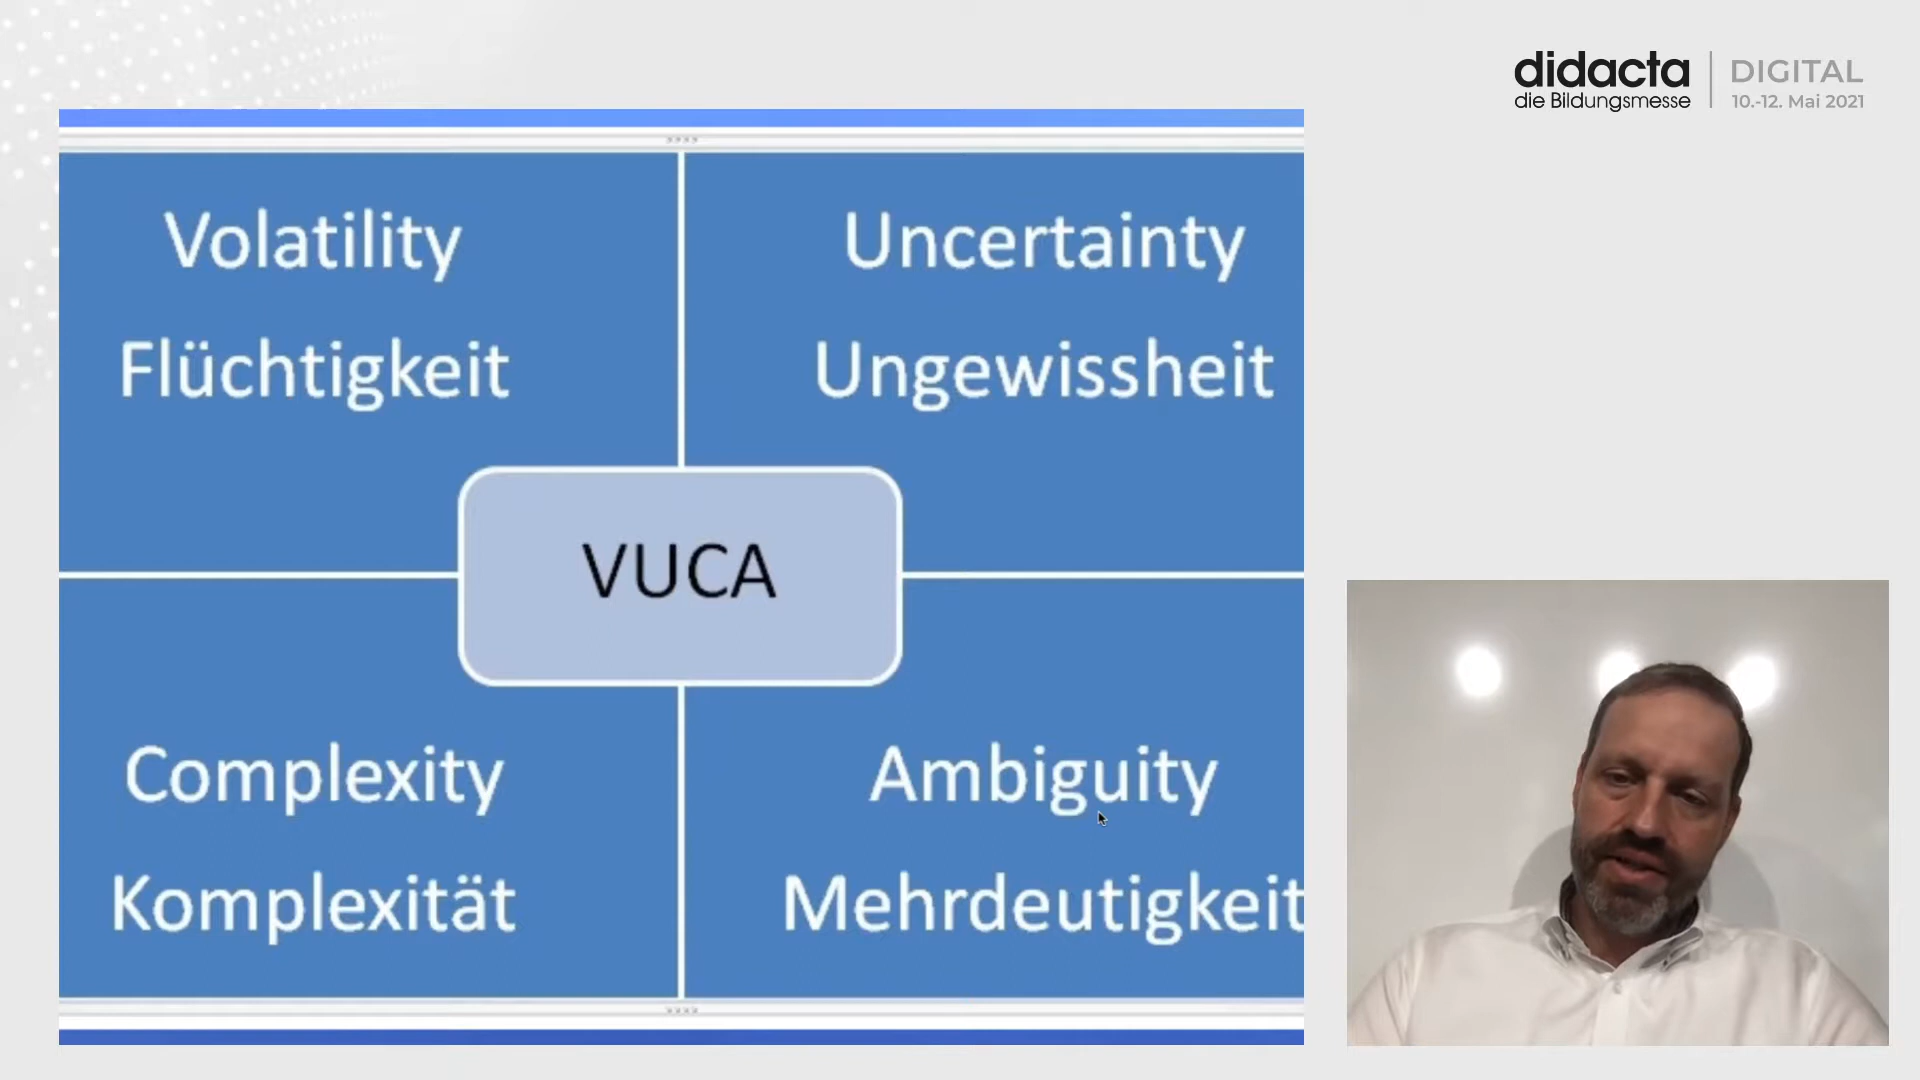 didacta
die Bildungsmesse
DIGITAL
10.-12. Mai 2021
Volatility
Flüchtigkeit
Uncertainty
Ungewissheit
VUCA
Complexity
Komplexität
Ambiguity
Mehrdeutigkeit